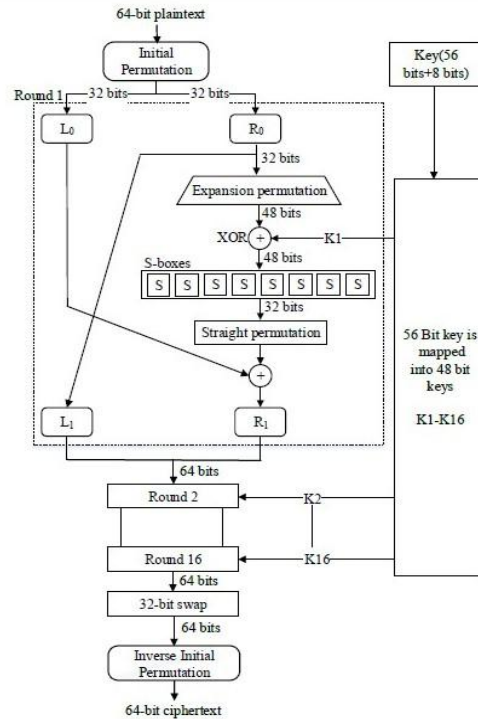 64-bit plaintext
Initial
Permutation
Key(56
bits+8 bits)
Round 1
32 bits
32 bits
L₀
R₀
32 bits
Expansion permutation
48 bits
XOR
+
K1
48 bits
S-boxes
S S S S S S S S
32 bits
Straight permutation
+
56 Bit key is
mapped
into 48 bit
keys
K1-K16
L₁
R₁
64 bits
Round 2
K2
Round 16
K16
64 bits
32-bit swap
64 bits
Inverse Initial
Permutation
64-bit ciphertext